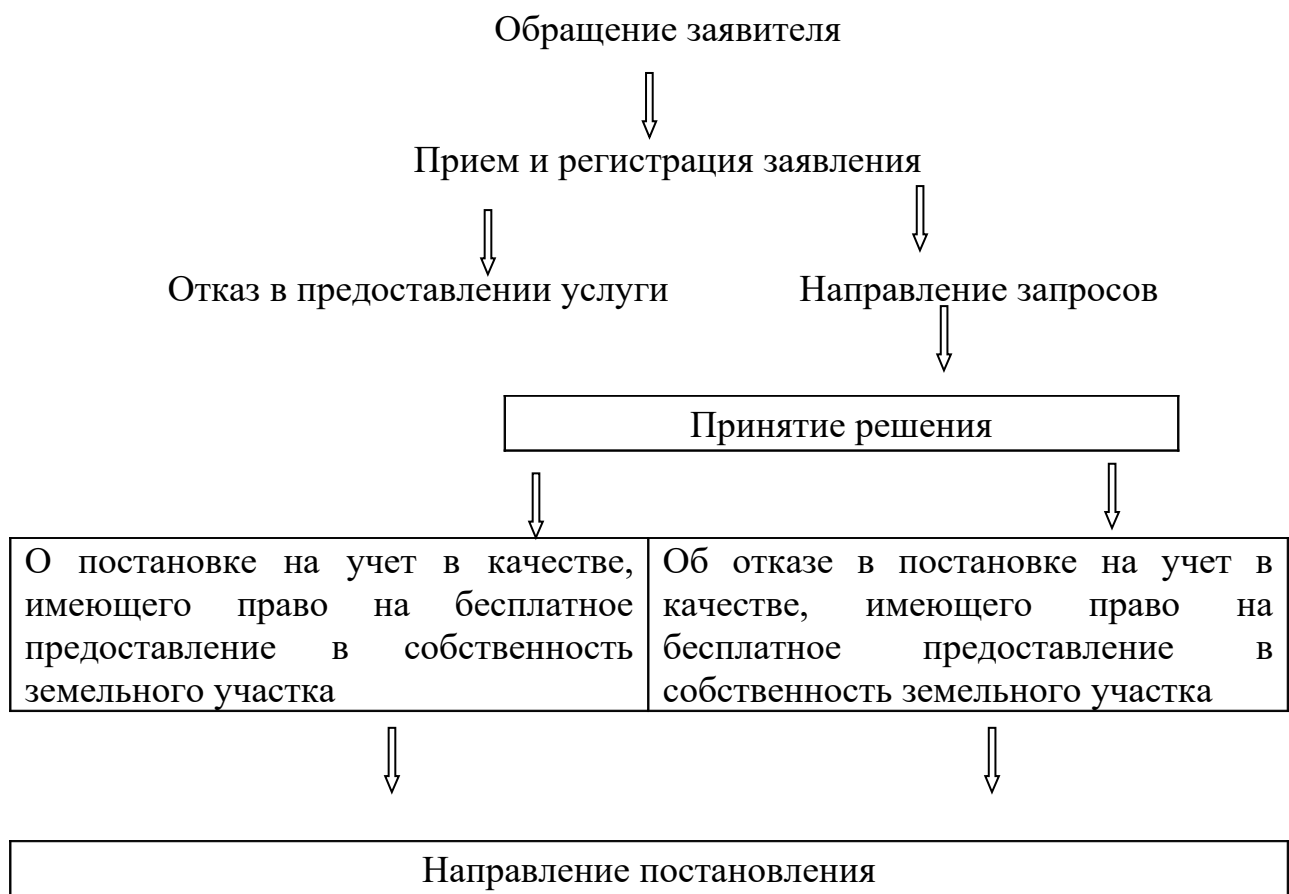 Обращение заявителя
Прием и регистрация заявления
Отказ в предоставлении услуги
Направление запросов
Принятие решения
О постановке на учет в качестве,
имеющего право на бесплатное
предоставление в собственность
земельного участка
Об отказе в постановке на учет в
качестве, имеющего право на
бесплатное предоставление в
собственность земельного участка
Направление постановления